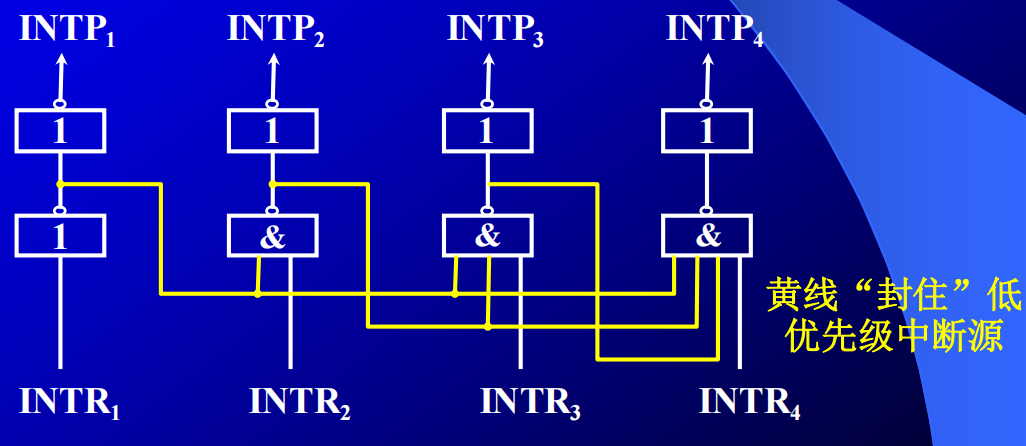 INTP₁ INTP₂ INTP₃ INTP₄
1 1 1 1
1 & & &
黄线“封住”低
优先级中断源
INTR₁ INTR₂ INTR₃ INTR₄